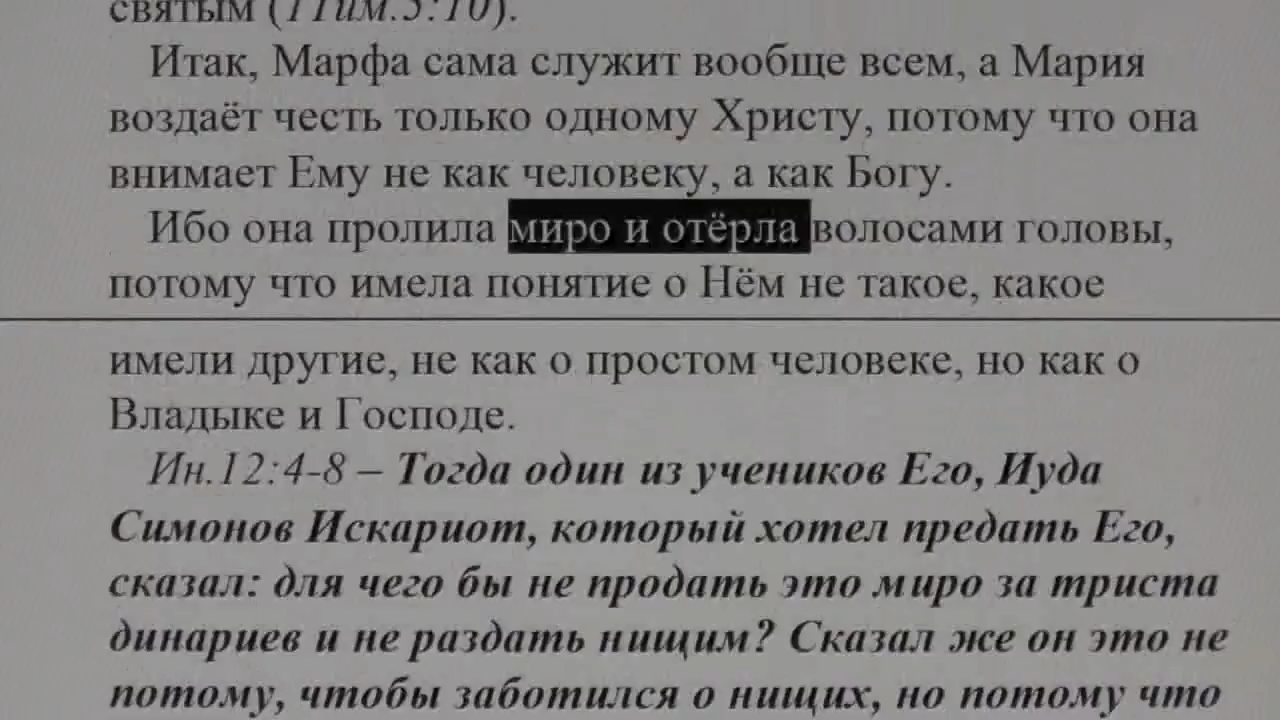 святым (1Тим.5:10).
Итак, Марфа сама служит вообще всем, а Мария
воздаёт честь только одному Христу, потому что она
внимает Ему не как человеку, а как Богу.
Ибо она пролила миро и отёрла волосами головы,
потому что имела понятие о Нём не такое, какое
имели другие, не как о простом человеке, но как о
Владыке и Господе.
Ин.12:4-8 – Тогда один из учеников Его, Иуда
Симонов Искариот, который хотел предать Его,
сказал: для чего бы не продать это миро за триста
динариев и не раздать нищим? Сказал же он это не
потому, чтобы заботился о нищих, но потому что